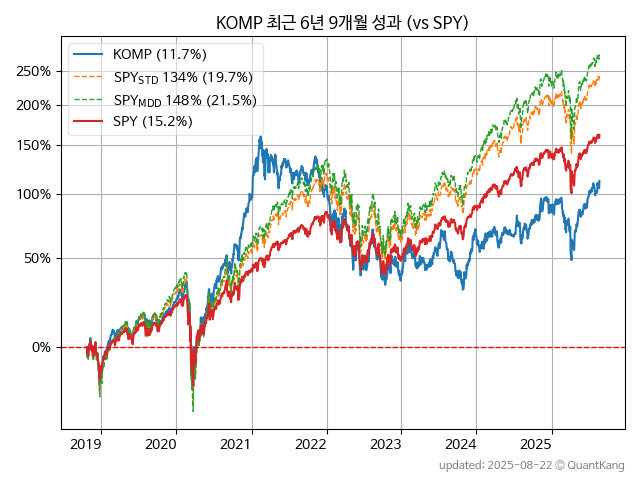 KOMP 최근 6년 9개월 성과 (vs SPY)
KOMP (11.7%)
SPY_STD 134% (19.7%)
SPY_MDD 148% (21.5%)
SPY (15.2%)
250%
200%
150%
100%
50%
0%
2019 2020 2021 2022 2023 2024 2025
updated: 2025-08-22 © QuantKang